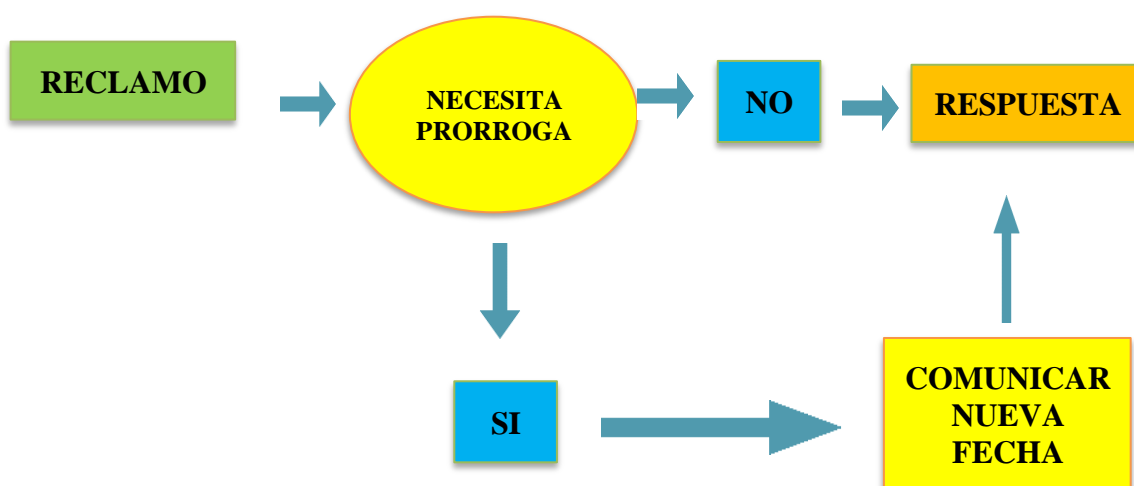 RECLAMO
NECESITA
PRORROGA
NO
RESPUESTA
SI
COMUNICAR
NUEVA
FECHA